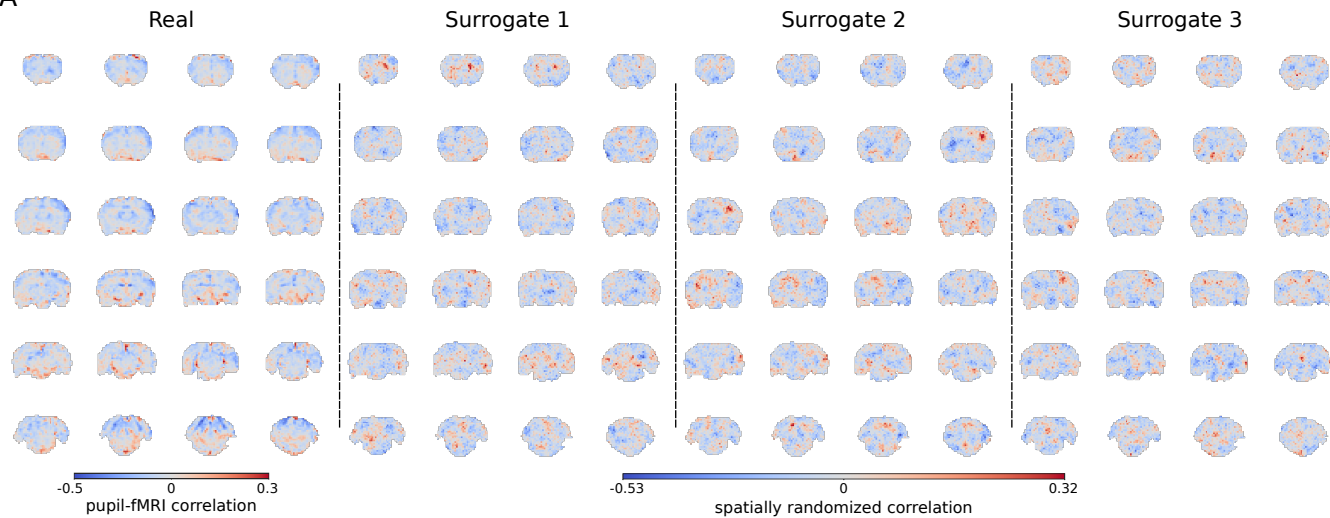 A
Real Surrogate 1 Surrogate 2 Surrogate 3
-0.5 0 0.3
pupil-fMRI correlation
-0.53 0 0.32
spatially randomized correlation